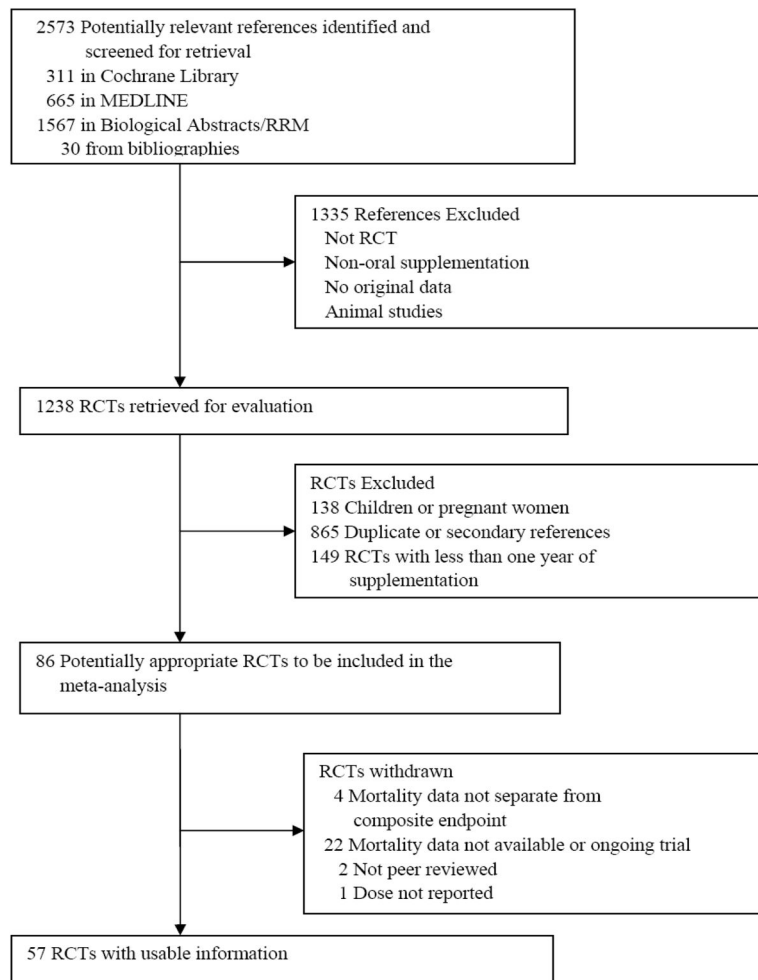 2573 Potentially relevant references identified and
screened for retrieval
311 in Cochrane Library
665 in MEDLINE
1567 in Biological Abstracts/RRM
30 from bibliographies
1335 References Excluded
Not RCT
Non-oral supplementation
No original data
Animal studies
1238 RCTs retrieved for evaluation
RCTs Excluded
138 Children or pregnant women
865 Duplicate or secondary references
149 RCTs with less than one year of
supplementation
86 Potentially appropriate RCTs to be included in the
meta-analysis
RCTs withdrawn
4 Mortality data not separate from
composite endpoint
22 Mortality data not available or ongoing trial
2 Not peer reviewed
1 Dose not reported
57 RCTs with usable information